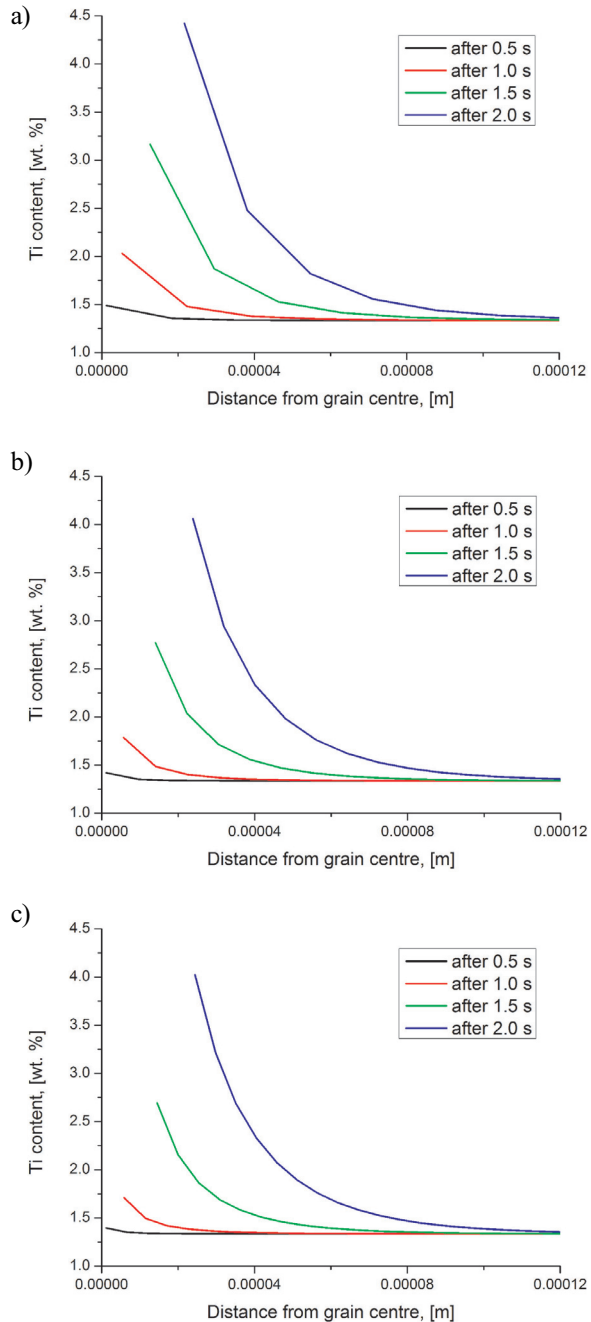 a)
4.5
4.0
3.5
3.0
2.5
2.0
1.5
1.0
Ti content, [wt. %]
after 0.5 s
after 1.0 s
after 1.5 s
after 2.0 s
0.00000
0.00004
0.00008
0.00012
Distance from grain centre, [m]
b)
4.5
4.0
3.5
3.0
2.5
2.0
1.5
1.0
Ti content, [wt. %]
after 0.5 s
after 1.0 s
after 1.5 s
after 2.0 s
0.00000
0.00004
0.00008
0.00012
Distance from grain centre, [m]
c)
4.5
4.0
3.5
3.0
2.5
2.0
1.5
1.0
Ti content, [wt. %]
after 0.5 s
after 1.0 s
after 1.5 s
after 2.0 s
0.00000
0.00004
0.00008
0.00012
Distance from grain centre, [m]